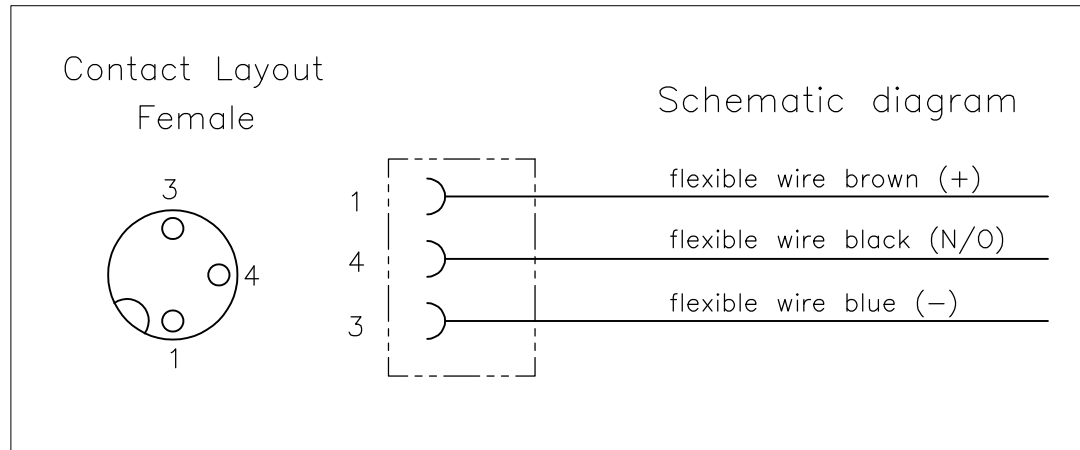 Contact Layout
Female
3
4
1
Schematic diagram
1 flexible wire brown (+)
4 flexible wire black (N/O)
3 flexible wire blue (-)